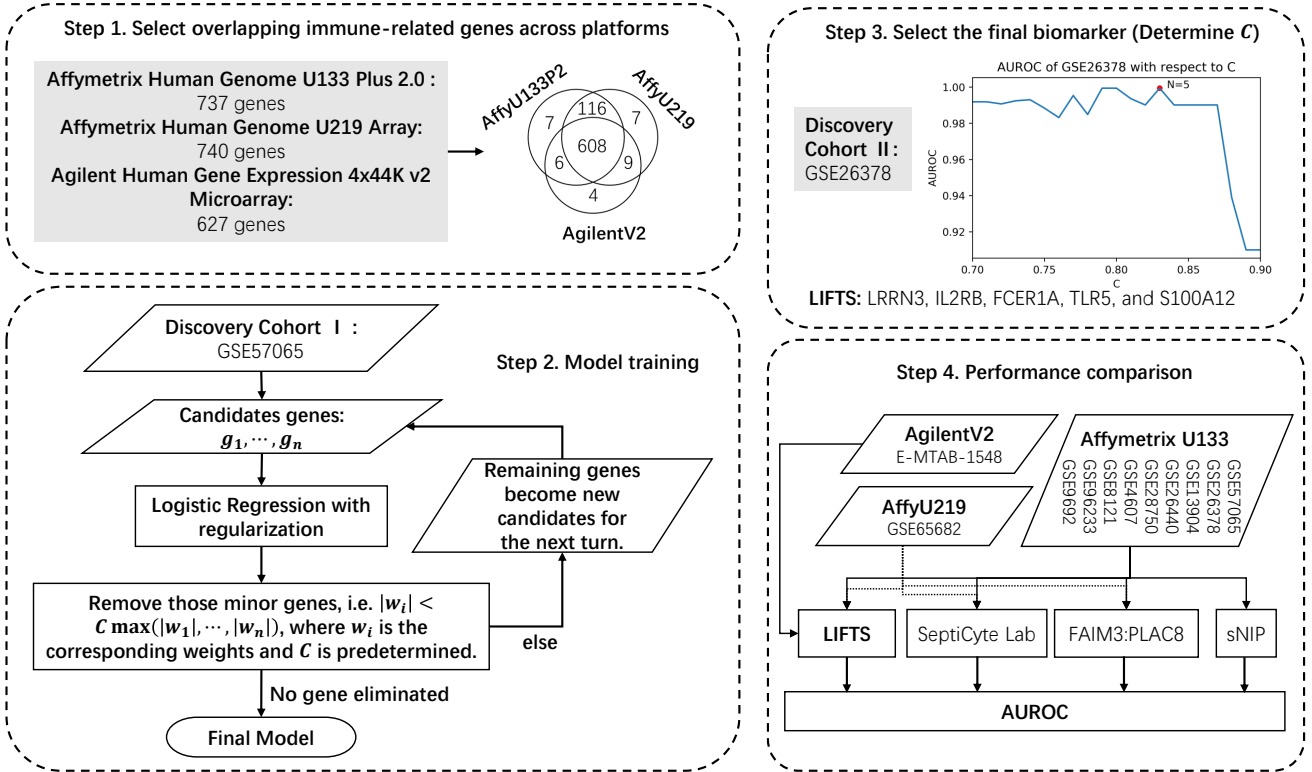 Step 1. Select overlapping immune-related genes across platforms
Affymetrix Human Genome U133 Plus 2.0 :
737 genes
Affymetrix Human Genome U219 Array:
740 genes
Agilent Human Gene Expression 4x44K v2
Microarray:
627 genes
AffyU133P2
AffyU219
7
116
7
608
6
9
4
AgilentV2
Step 2. Model training
Discovery Cohort Ⅰ :
GSE57065
Candidates genes:
g₁, ⋯ , gₙ
Logistic Regression with
regularization
Remaining genes
become new
candidates for
the next turn.
Remove those minor genes, i.e. |wᵢ| <
C max(|w₁|, ⋯ , |wₙ|), where wᵢ is the
corresponding weights and C is predetermined.
else
No gene eliminated
Final Model
Step 3. Select the final biomarker (Determine C)
Discovery
Cohort Ⅱ :
GSE26378
AUROC of GSE26378 with respect to C
N=5
1.00
0.98
0.96
0.94
0.92
AUROC
0.70
0.75
0.80
0.85
0.90
C
LIFTS: LRRN3, IL2RB, FCER1A, TLR5, and S100A12
Step 4. Performance comparison
AgilentV2
E-MTAB-1548
AffyU219
GSE65682
Affymetrix U133
GSE57065
GSE26378
GSE13904
GSE26440
GSE28750
GSE4607
GSE8121
GSE96233
GSE9692
LIFTS
SeptiCyte Lab
FAIM3:PLAC8
sNIP
AUROC